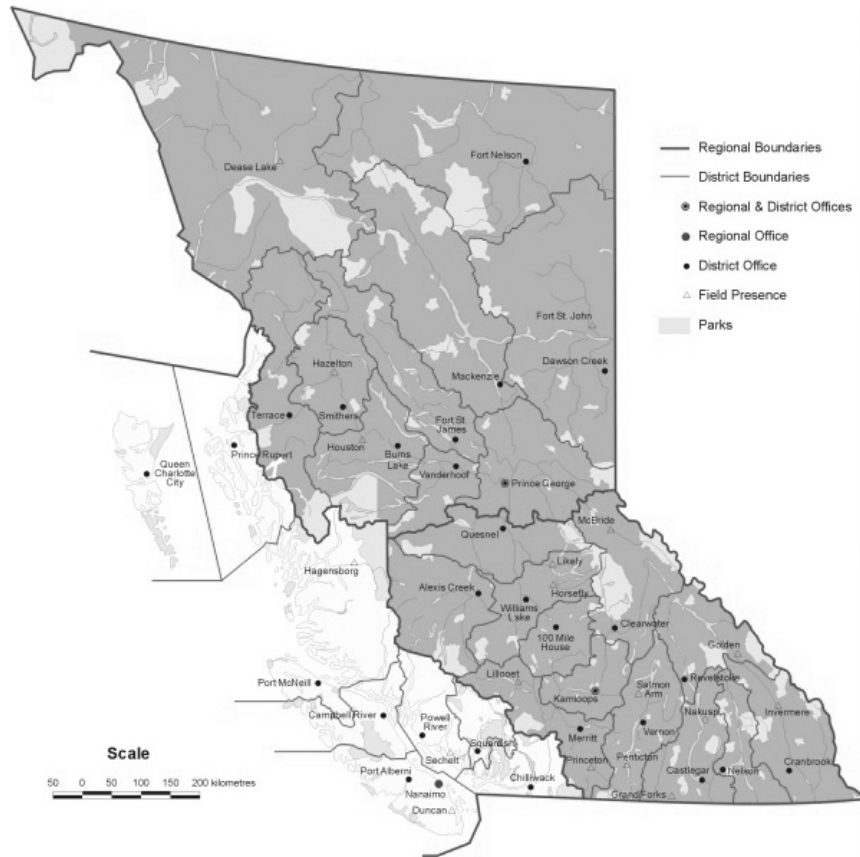 Fort Nelson
Dease Lake
Regional Boundaries
District Boundaries
Regional & District Offices
Regional Office
District Office
Field Presence
Parks
Fort St. John
Dawson Creek
Mackenzie
Hazelton
Terrace
Smithers
Fort St.
James
Houston
Burns
Lake
Vanderhoof
Prince Rupert
Prince George
Queen
Charlotte
City
McBride
Quesnel
Likely
Hagensborg
Alexis Creek
Horsefly
Williams
Lake
Clearwater
100 Mile
House
Golden
Port McNeill
Lillooet
Kamloops
Salmon
Arm
Revelstoke
Nakusp
Invermere
Campbell River
Powell
River
Squamish
Merritt
Vernon
Scale
Sechelt
Princeton
Penticton
Castlegar
Nelson
Cranbrook
50 0 50 100 150 200 kilometres
Port Alberni
Nanaimo
Chilliwack
Grand Forks
Duncan